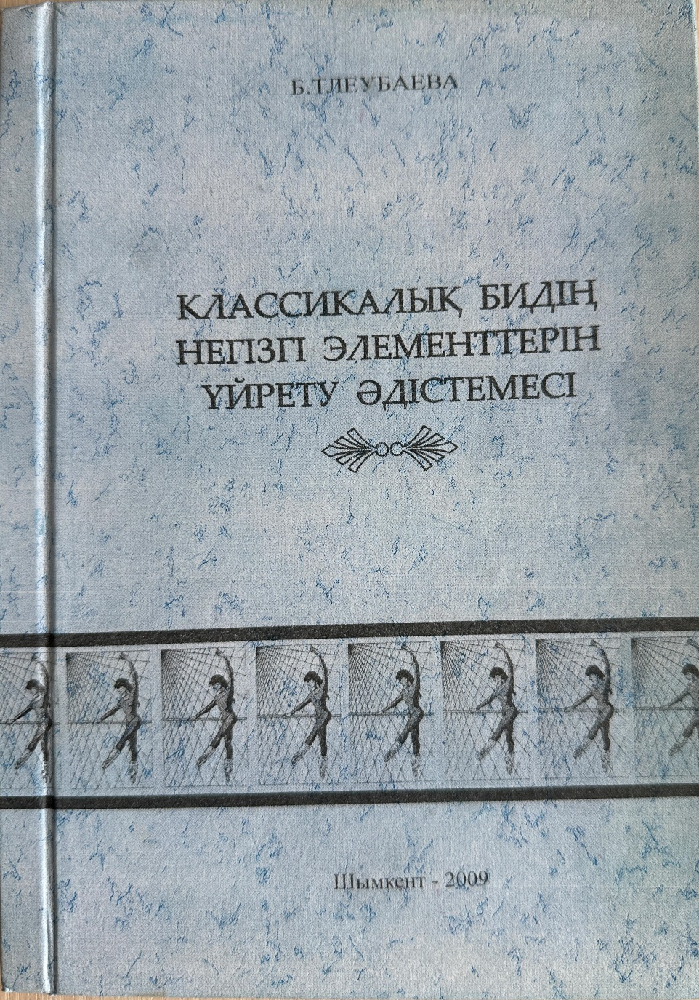 Б.ТЛЕУБАЕВА
КЛАССИКАЛЫҚ БИДІҢ
НЕГІЗГІ ЭЛЕМЕНТТЕРІН
ҮЙРЕТУ ӘДІСТЕМЕСІ
Шымкент - 2009